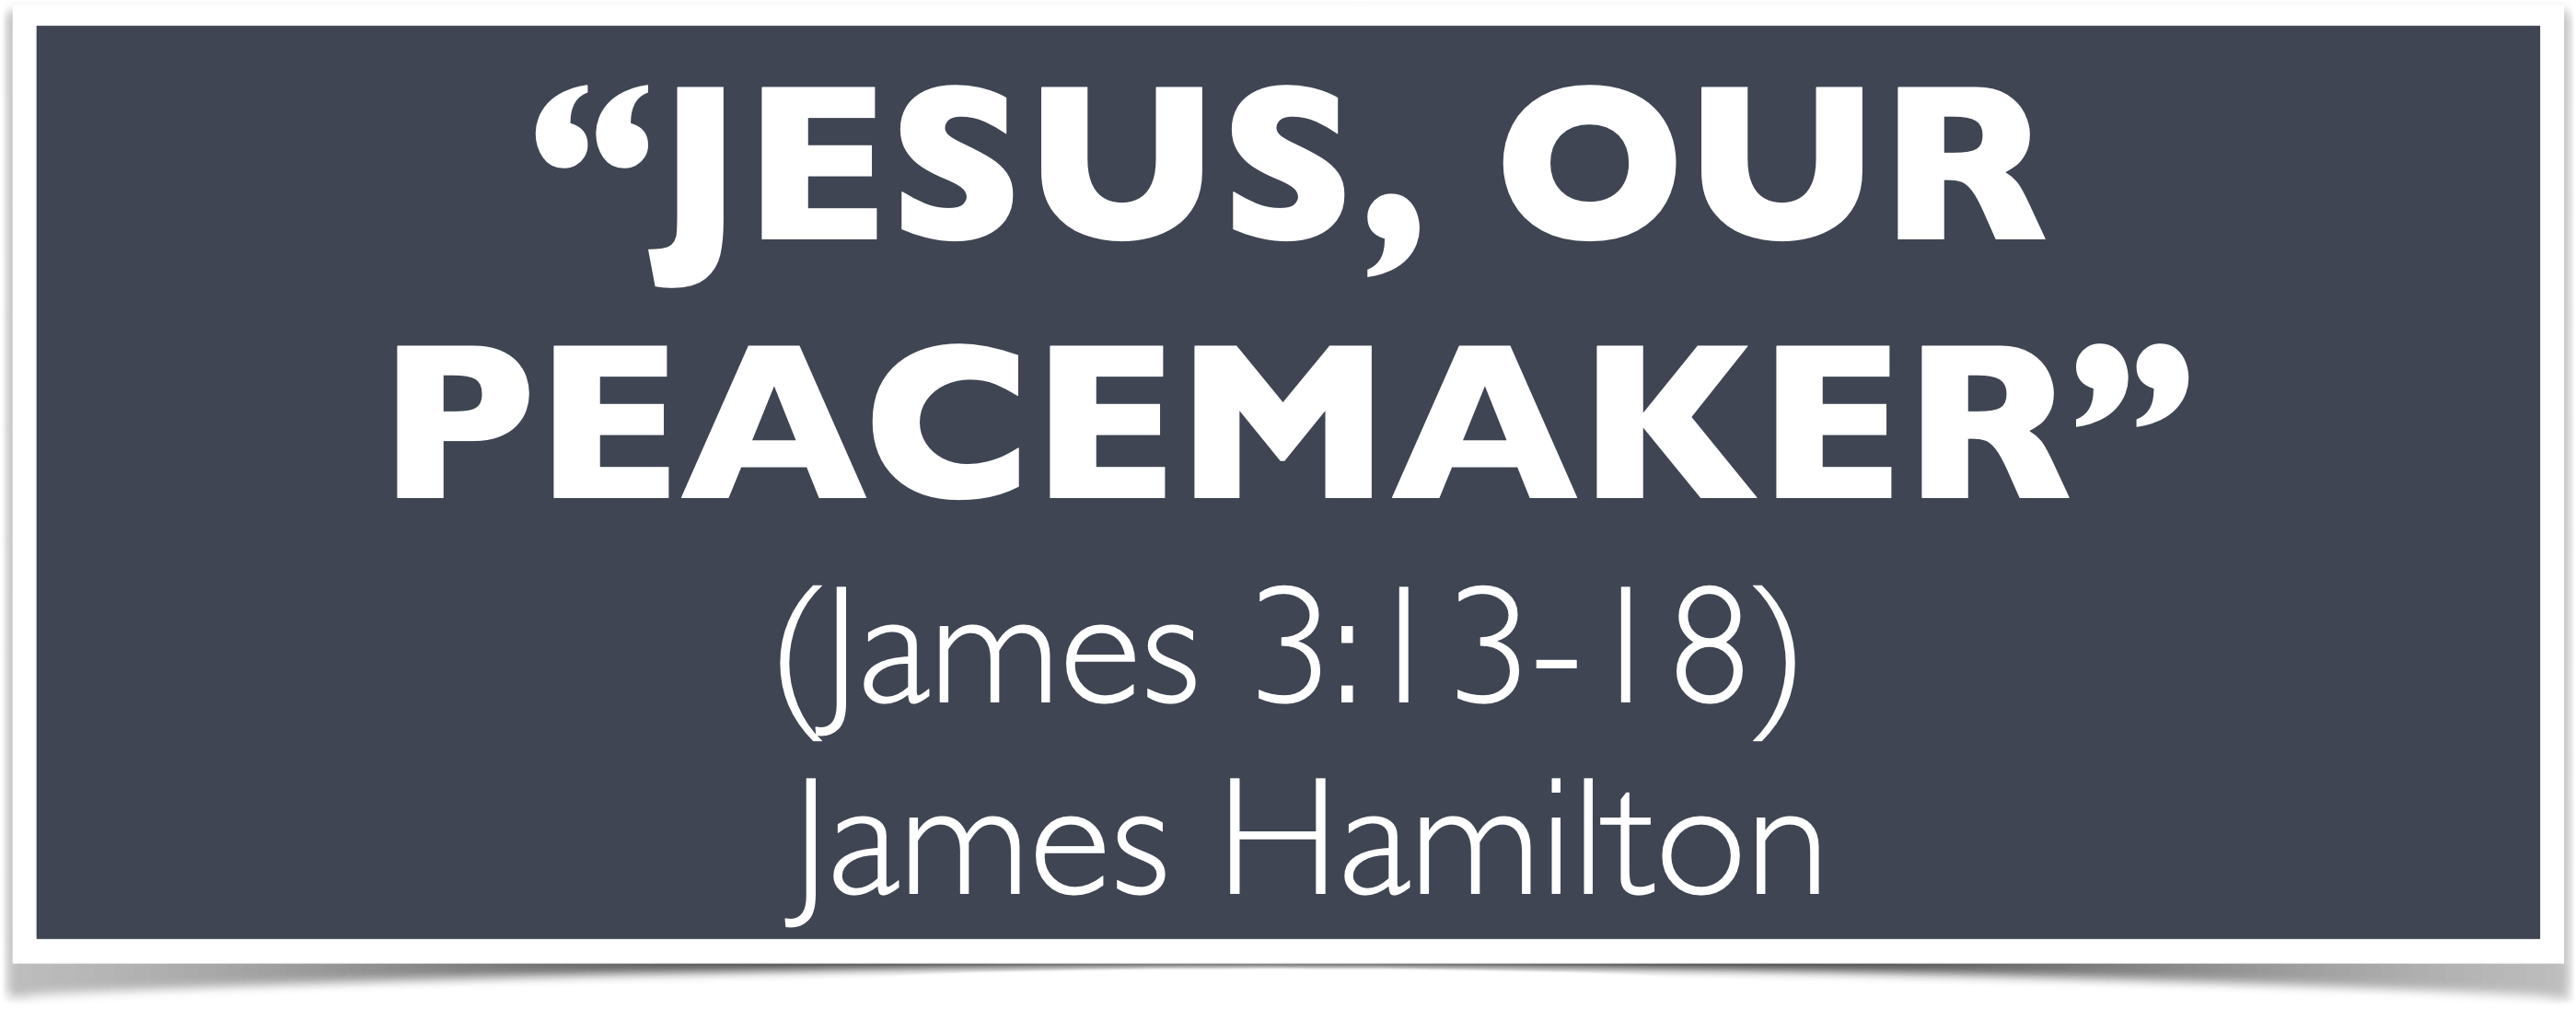 “JESUS, OUR
PEACEMAKER”
(James 3:13-18)
James Hamilton